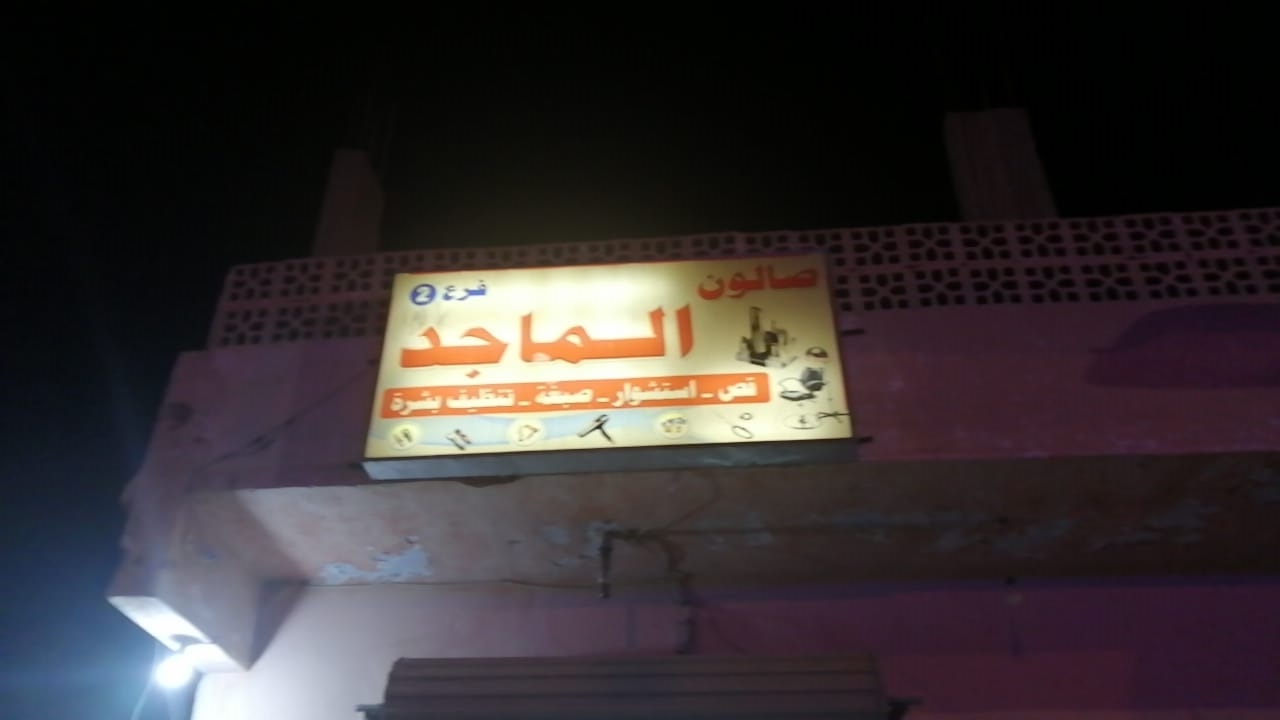 صالون
فرع 2
الماجد
قص - استشوار - صبغة - تنظيف بشرة